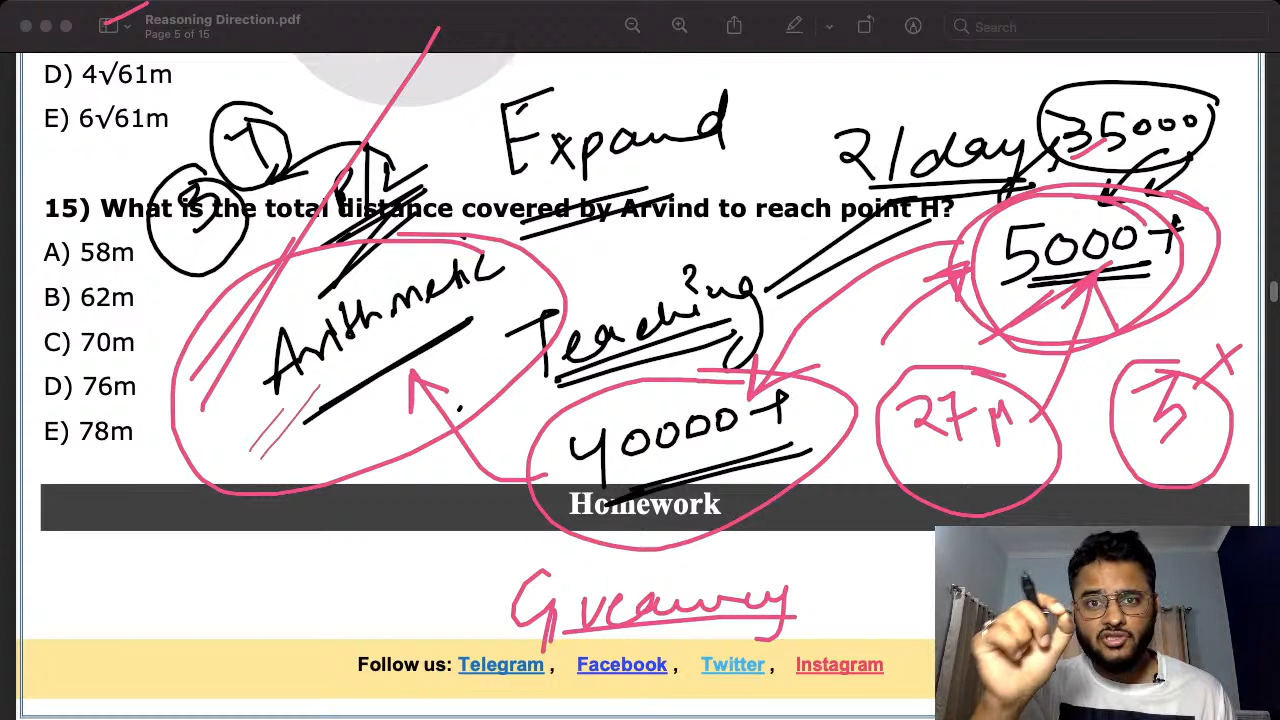 Reasoning Direction.pdf
Page 5 of 15
Search
D) 4√61m
E) 6√61m
Expand
21day
35000
15) What is the total distance covered by Arvind to reach point H?
A) 58m
5000+
B) 62m
Arithmetic
Teaching
C) 70m
D) 76m
40000+
27
E) 78m
Homework
Giveaway
Follow us: Telegram , Facebook , Twitter , Instagram